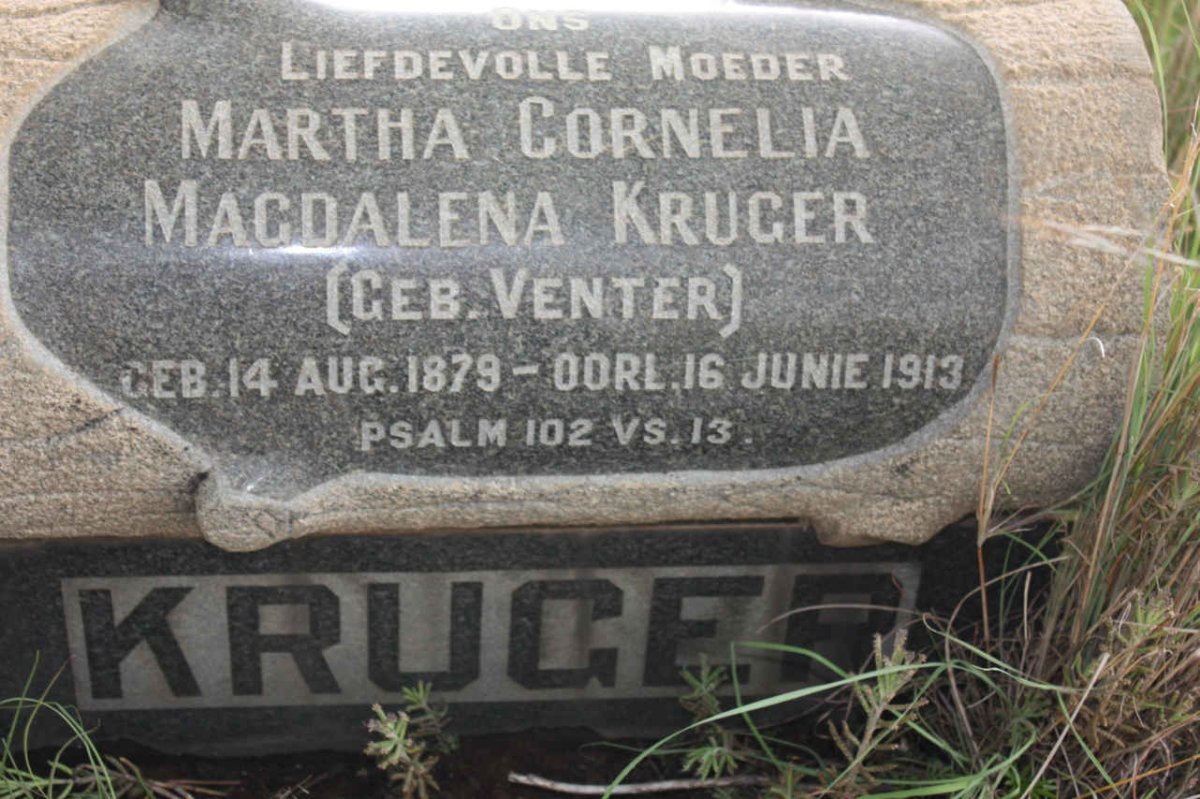 ONS
LIEFDEVOLLE MOEDER
MARTHA CORNELIA
MAGDALENA KRUGER
(GEB. VENTER)
GEB. 14 AUG. 1879 - OORL. 16 JUNIE 1913
PSALM 102 VS. 13.
KRUGER